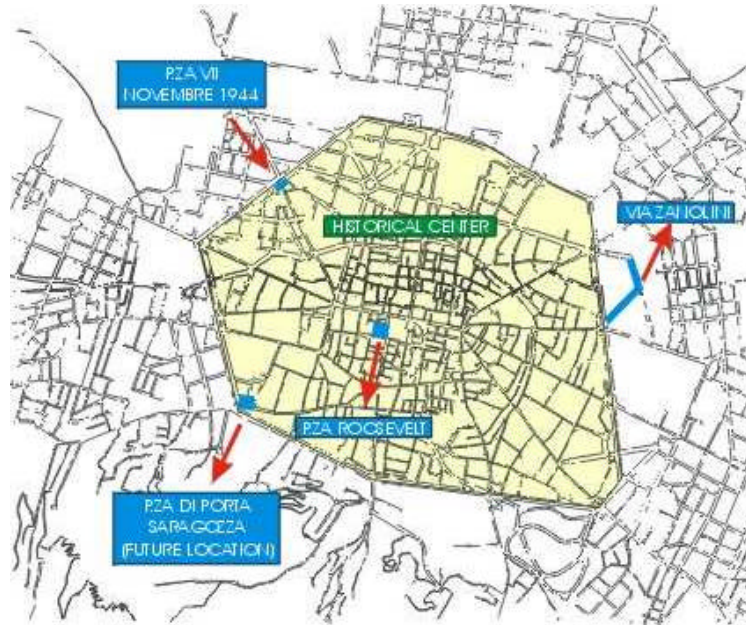 P.ZA VII
NOVEMBRE 1944
HISTORICAL CENTER
VIA ZANOLINI
P.ZA ROOSEVELT
P.ZA DI PORTA
SARAGOZZA
(FUTURE LOCATION)